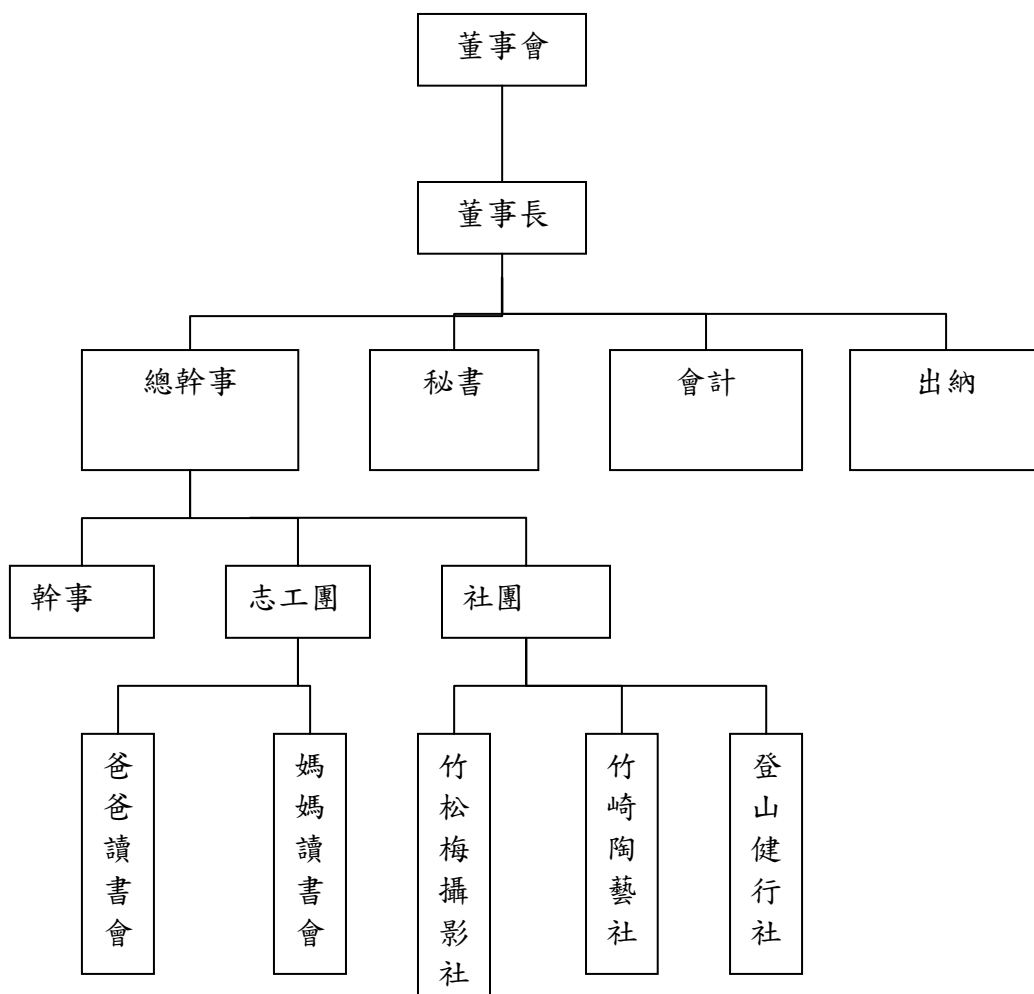 董事會
董事長
總幹事
秘書
會計
出納
幹事
志工團
社團
爸爸讀書會
媽媽讀書會
竹松梅攝影社
竹崎陶藝社
登山健行社